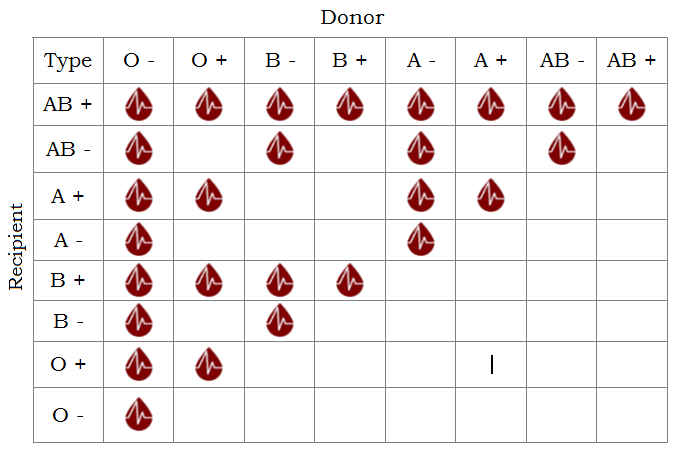 Donor
Type O - O + B - B + A - A + AB - AB +
AB +
AB -
A +
A -
B +
B -
O +
O -
Recipient